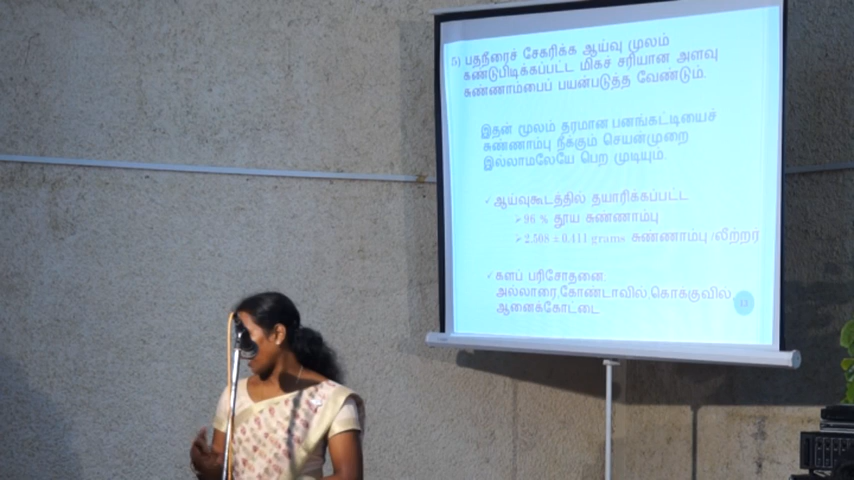 5) பதநீரைச் சேகரிக்க ஆய்வு மூலம்
கண்டுபிடிக்கப்பட்ட மிகச் சரியான அளவு
சுண்ணாம்பைப் பயன்படுத்த வேண்டும்.
இதன் மூலம் தரமான பனங்கட்டியைச்
சுண்ணாம்பு நீக்கும் செயன்முறை
இல்லாமலேயே பெற முடியும்.
✓ ஆய்வுகூடத்தில் தயாரிக்கப்பட்ட
➢ 96 % தூய சுண்ணாம்பு
➢ 2.508 ± 0.411 grams சுண்ணாம்பு /லீற்றர்
✓ களப் பரிசோதனை
அல்லாரை,கோண்டாவில்,கொக்குவில்,
ஆனைக்கோட்டை
13